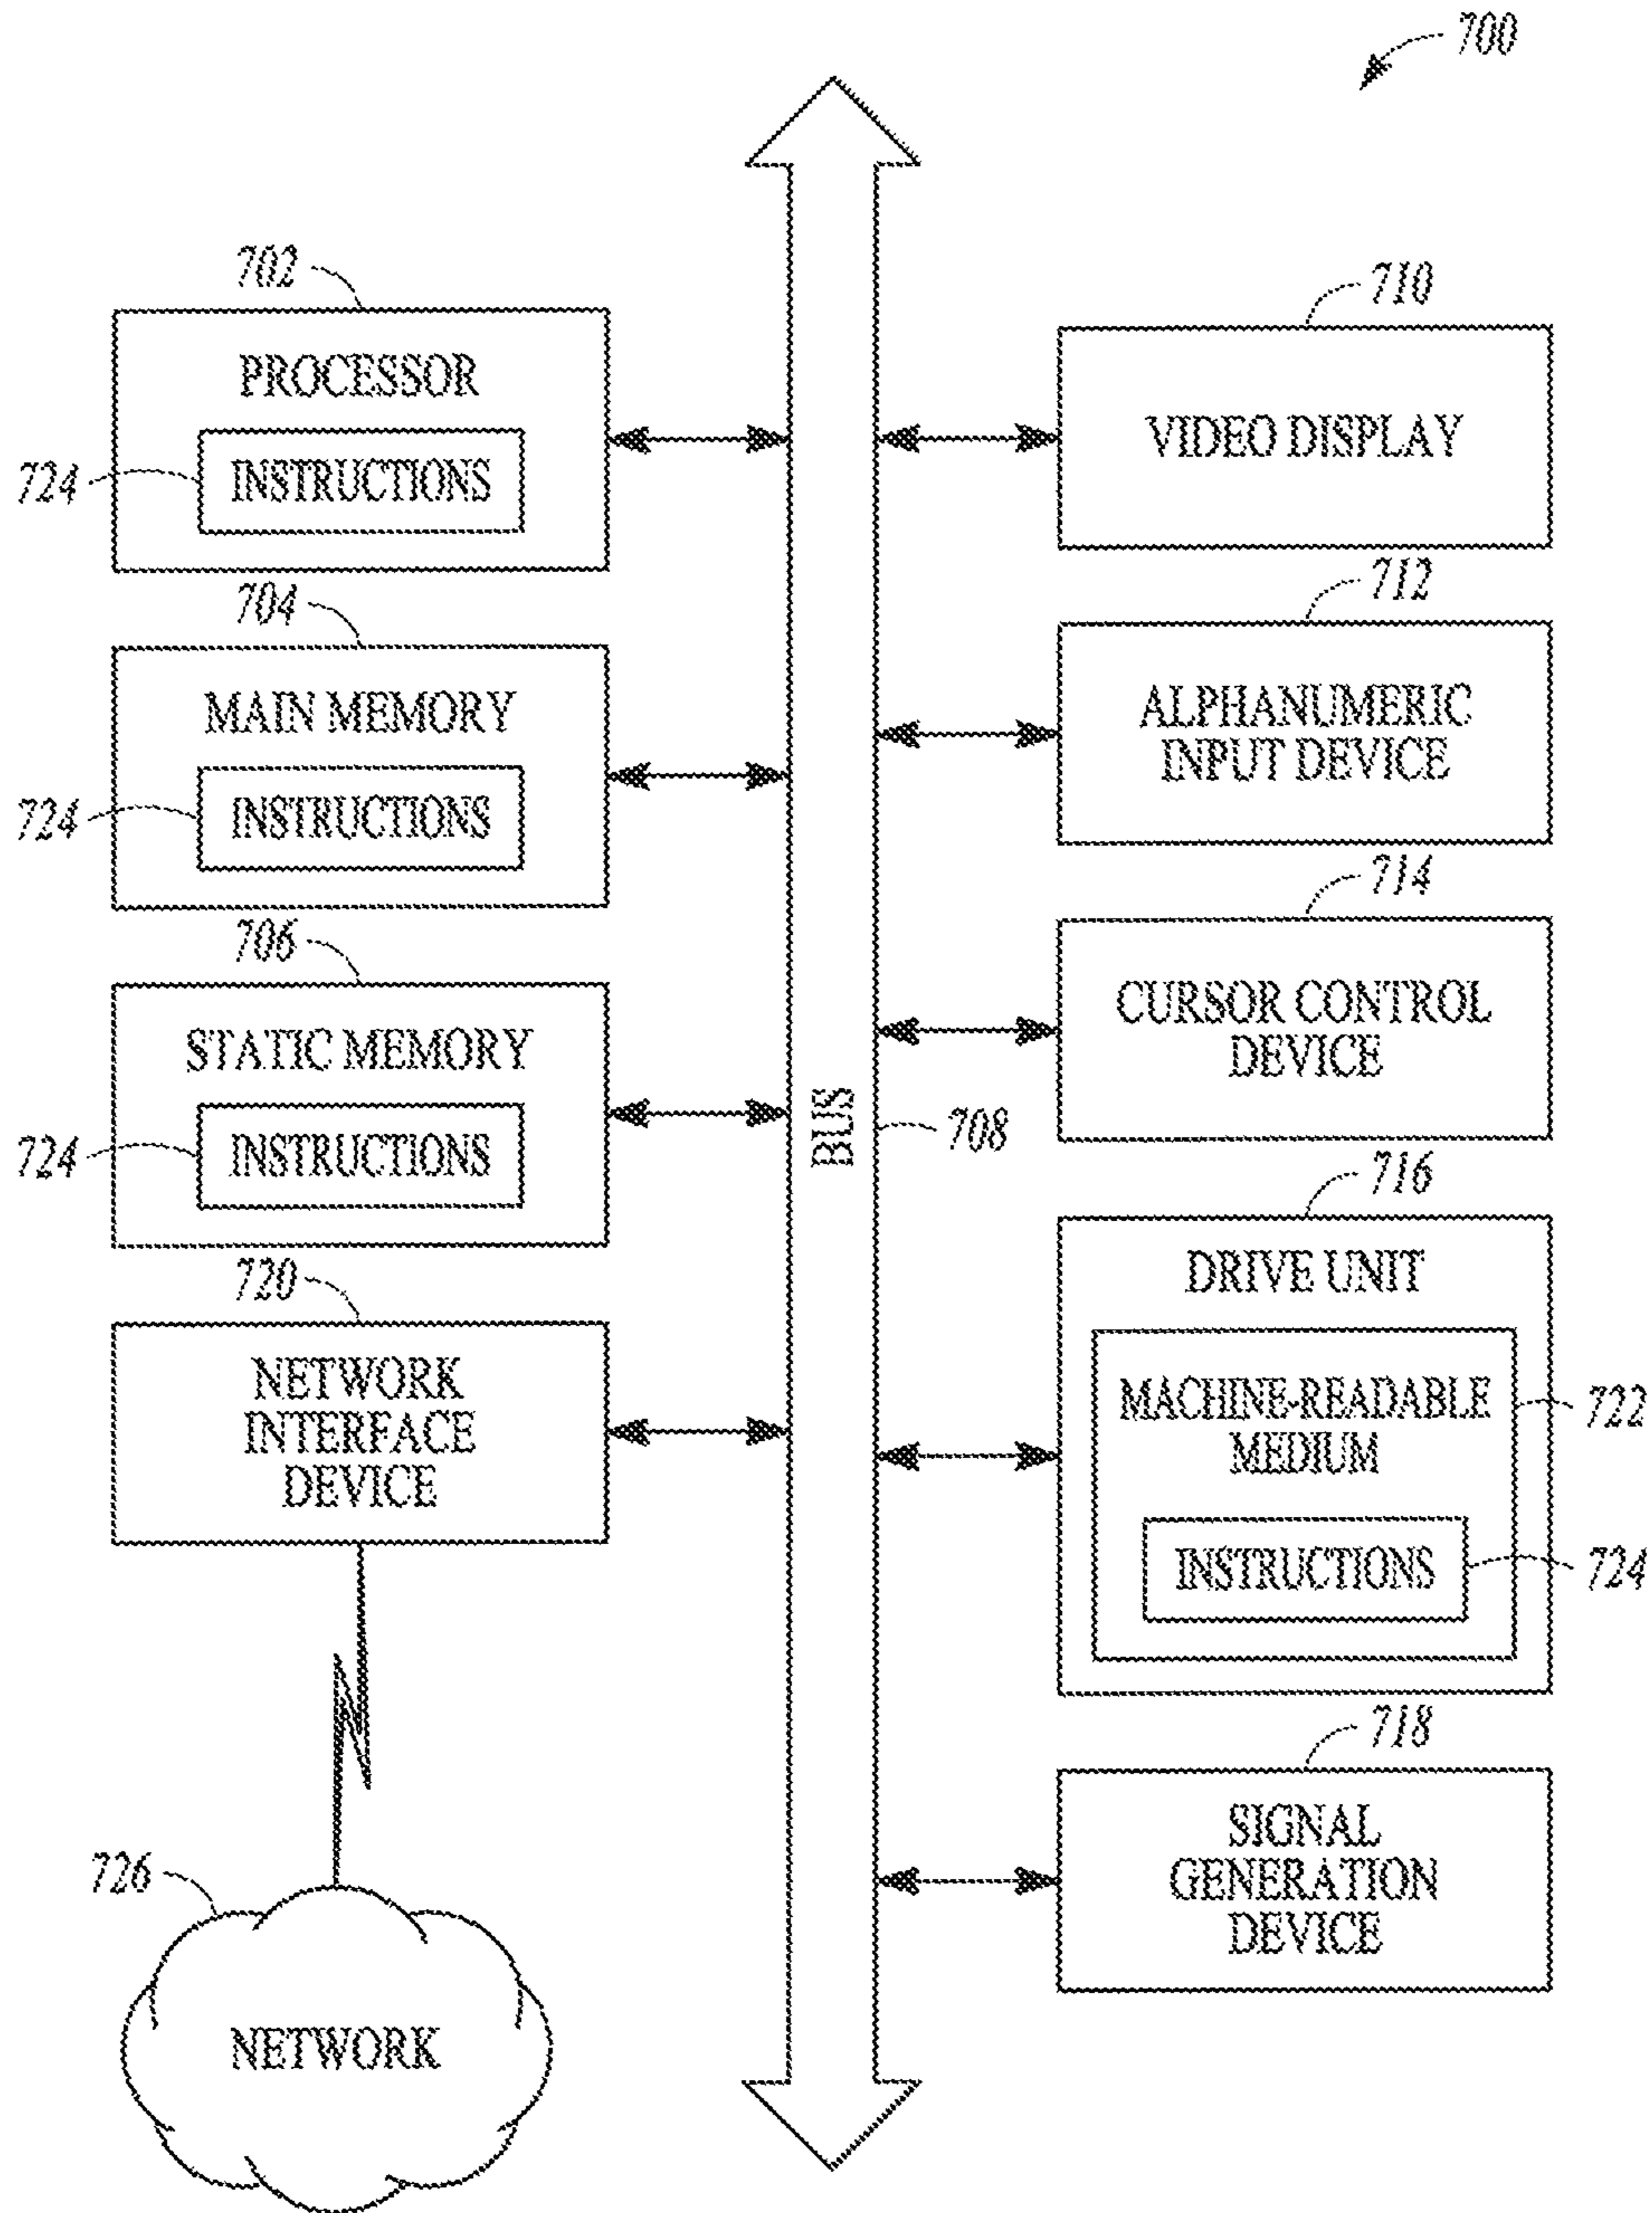 700
702
PROCESSOR
724
INSTRUCTIONS
704
MAIN MEMORY
724
INSTRUCTIONS
706
STATIC MEMORY
724
INSTRUCTIONS
720
NETWORK
INTERFACE
DEVICE
726
NETWORK
BUS
708
710
VIDEO DISPLAY
712
ALPHANUMERIC
INPUT DEVICE
714
CURSOR CONTROL
DEVICE
716
DRIVE UNIT
MACHINE-READABLE
MEDIUM
722
INSTRUCTIONS
724
718
SIGNAL
GENERATION
DEVICE